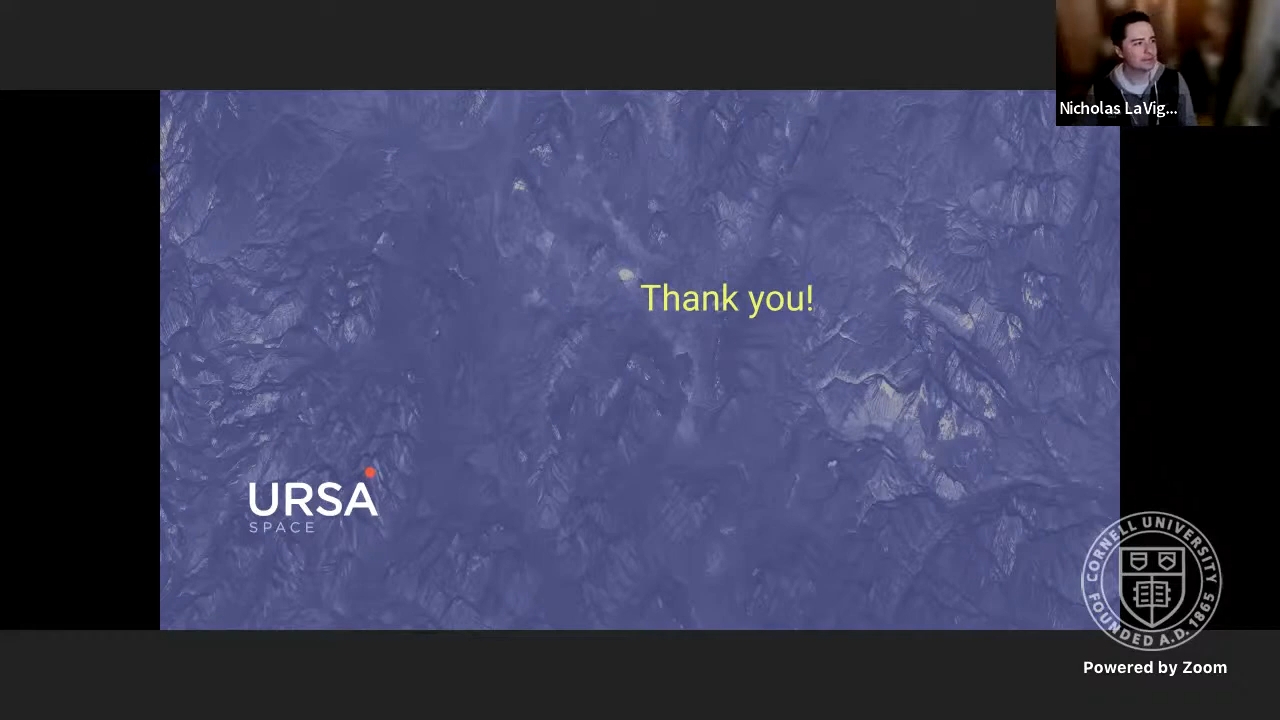 Nicholas LaVig...
Thank you!
URSA
SPACE
CORNELL UNIVERSITY
FOUNDED A.D. 1865
Powered by Zoom